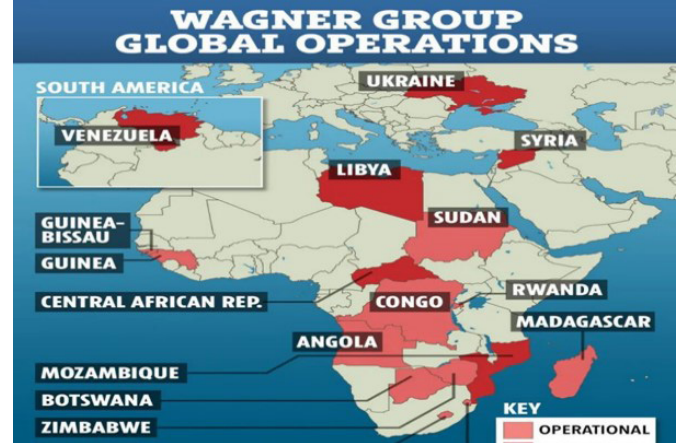 WAGNER GROUP
GLOBAL OPERATIONS
SOUTH AMERICA
UKRAINE
VENEZUELA
SYRIA
LIBYA
SUDAN
GUINEA-
BISSAU
GUINEA
CENTRAL AFRICAN REP.
CONGO
RWANDA
MADAGASCAR
ANGOLA
MOZAMBIQUE
BOTSWANA
ZIMBABWE
KEY
OPERATIONAL